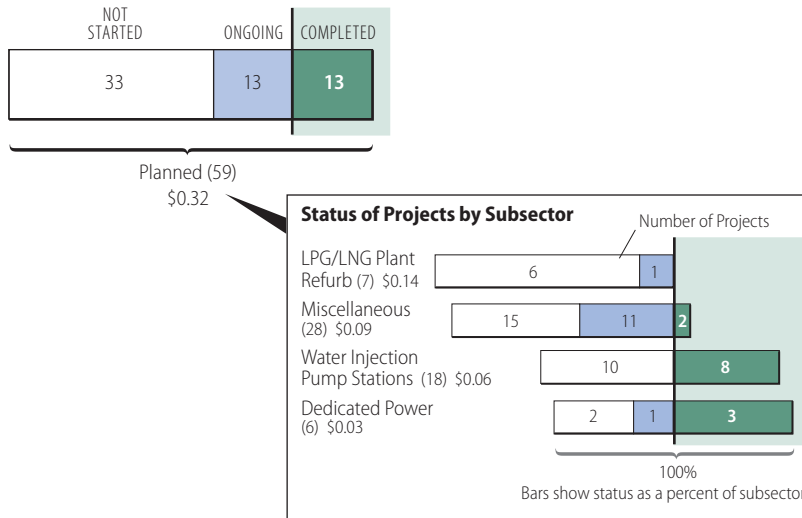 NOT
STARTED
ONGOING
COMPLETED
33
13
13
Planned (59)
$0.32
Status of Projects by Subsector
Number of Projects
LPG/LNG Plant
Refurb (7) $0.14
6
1
Miscellaneous
(28) $0.09
15
11
2
Water Injection
Pump Stations (18) $0.06
10
8
Dedicated Power
(6) $0.03
2
1
3
100%
Bars show status as a percent of subsector